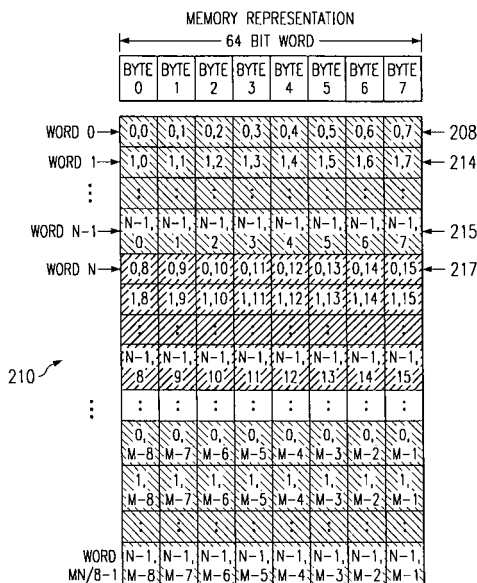 MEMORY REPRESENTATION
64 BIT WORD
BYTE 0 BYTE 1 BYTE 2 BYTE 3 BYTE 4 BYTE 5 BYTE 6 BYTE 7
WORD 0 0,0 0,1 0,2 0,3 0,4 0,5 0,6 0,7 208
WORD 1 1,0 1,1 1,2 1,3 1,4 1,5 1,6 1,7 214
⋮ : : : : : : : :
WORD N-1 N-1, N-1, N-1, N-1, N-1, N-1, N-1, N-1, 215
0 1 2 3 4 5 6 7
WORD N 0,8 0,9 0,10 0,11 0,12 0,13 0,14 0,15 217
1,8 1,9 1,10 1,11 1,12 1,13 1,14 1,15
: : : : : : : :
210 N-1, N-1, N-1, N-1, N-1, N-1, N-1, N-1,
8 9 10 11 12 13 14 15
⋮ : : : : : : : :
0, 0, 0, 0, 0, 0, 0, 0,
M-8 M-7 M-6 M-5 M-4 M-3 M-2 M-1
1, 1, 1, 1, 1, 1, 1, 1,
M-8 M-7 M-6 M-5 M-4 M-3 M-2 M-1
: : : : : : : :
WORD N-1, N-1, N-1, N-1, N-1, N-1, N-1, N-1,
MN/8-1 M-8 M-7 M-6 M-5 M-4 M-3 M-2 M-1